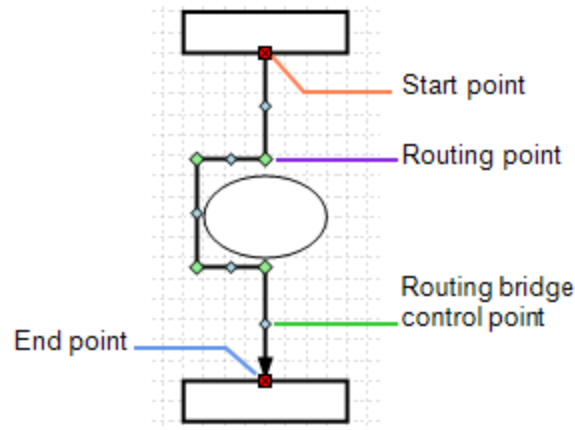 Start point
Routing point
Routing bridge
control point
End point